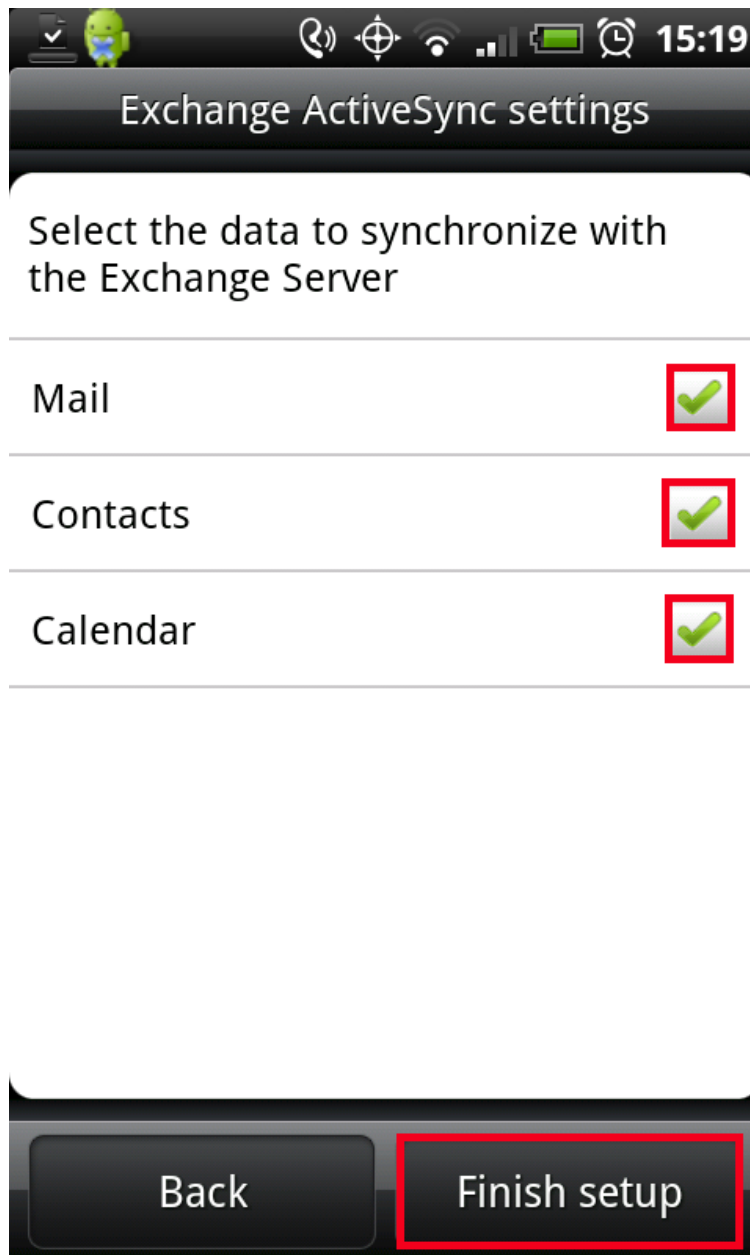 15:19
Exchange ActiveSync settings
Select the data to synchronize with
the Exchange Server
Mail
Contacts
Calendar
Back
Finish setup